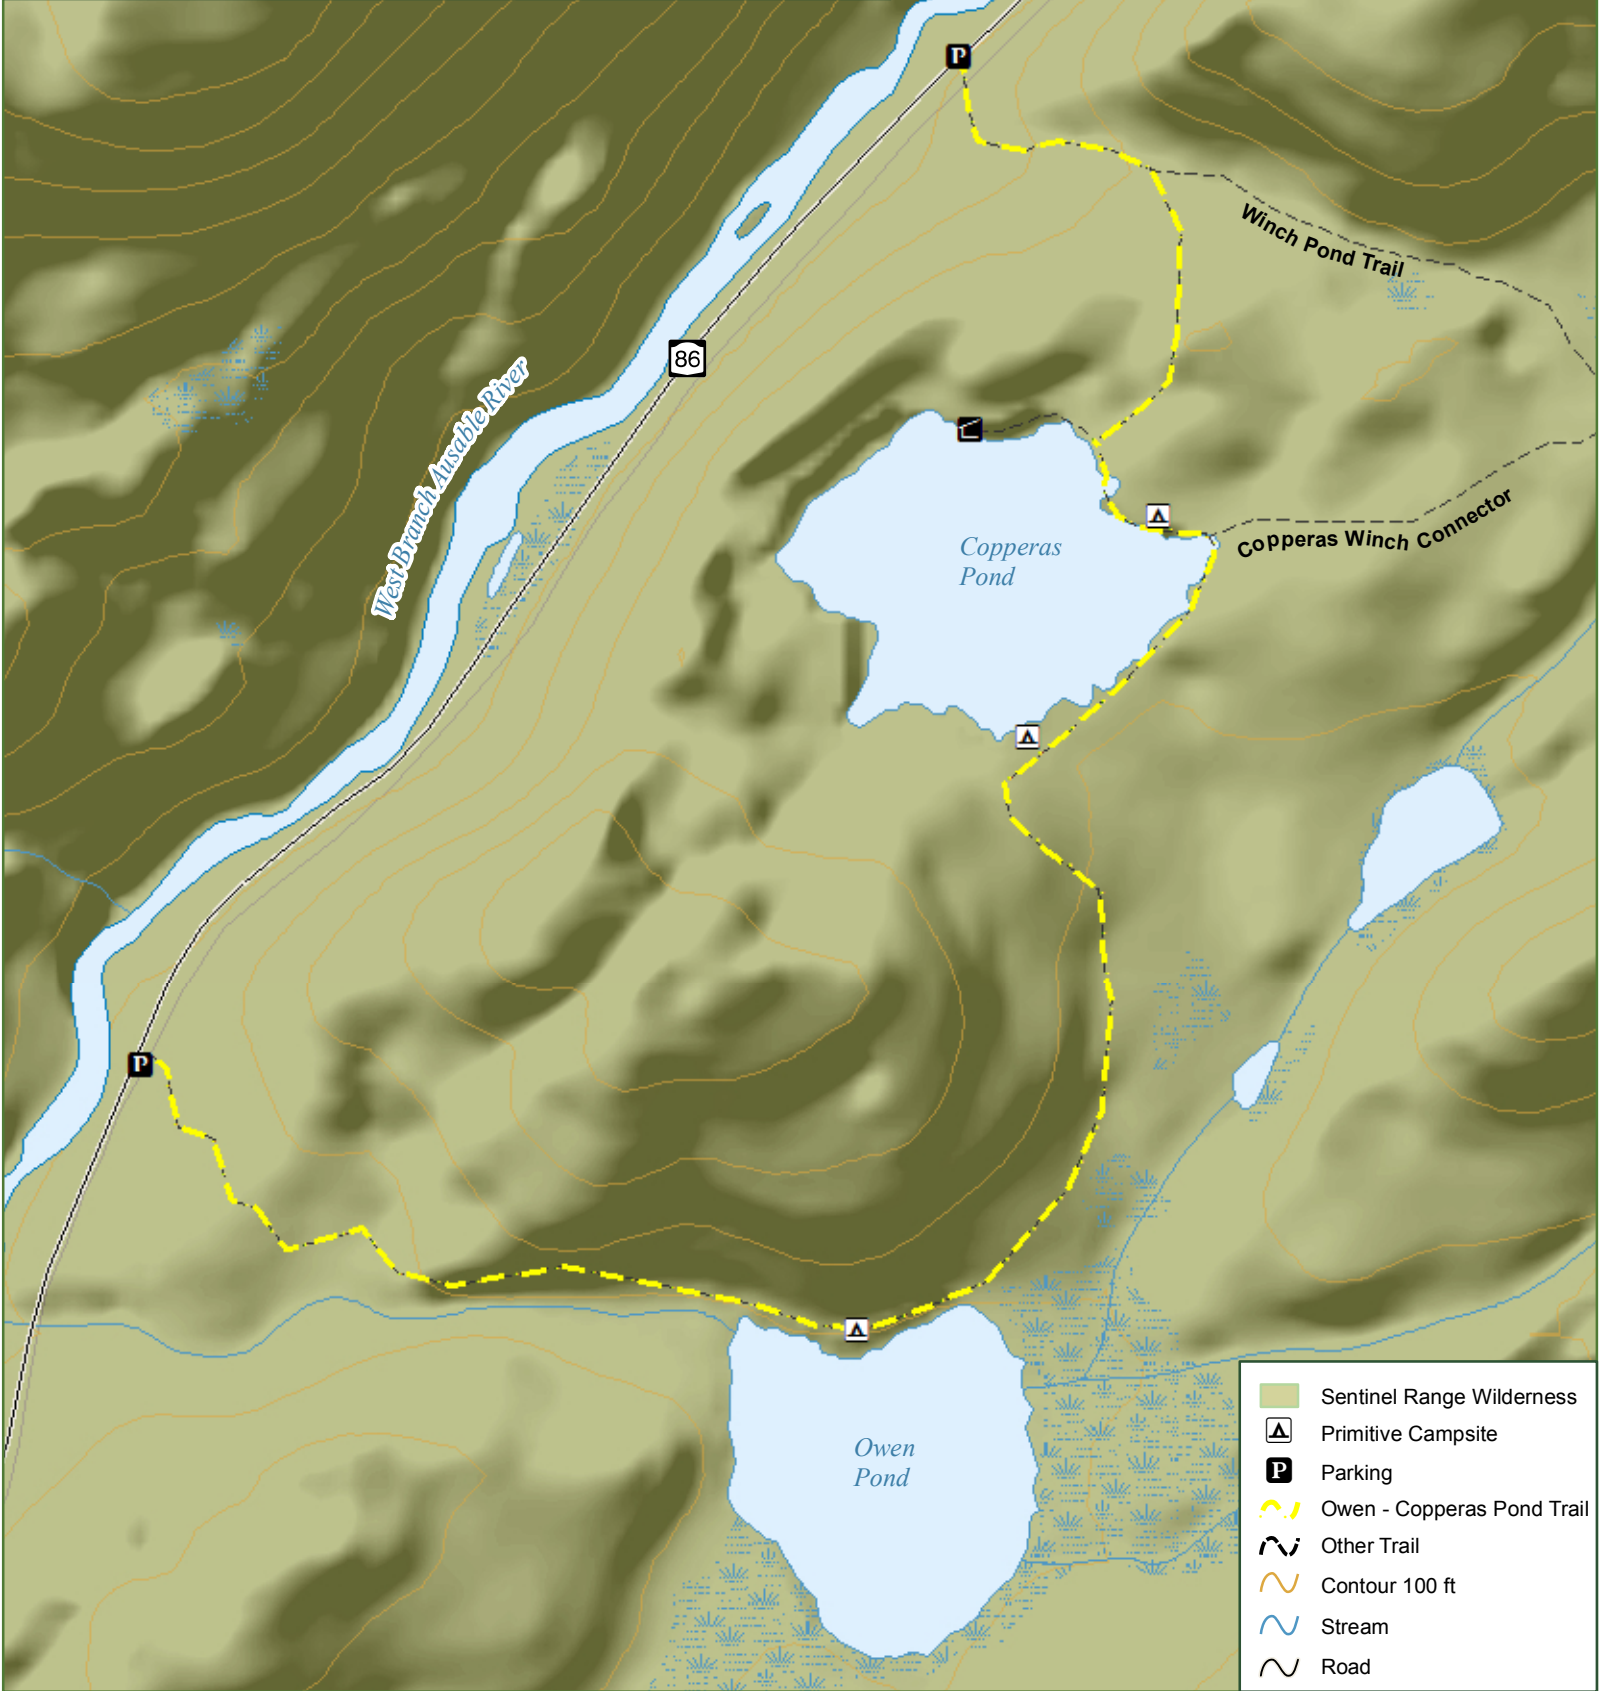 P
Winch Pond Trail
86
West Branch Ausable River
Copperas
Pond
Copperas Winch Connector
P
Owen
Pond
Sentinel Range Wilderness
Primitive Campsite
P
Parking
Owen - Copperas Pond Trail
Other Trail
Contour 100 ft
Stream
Road